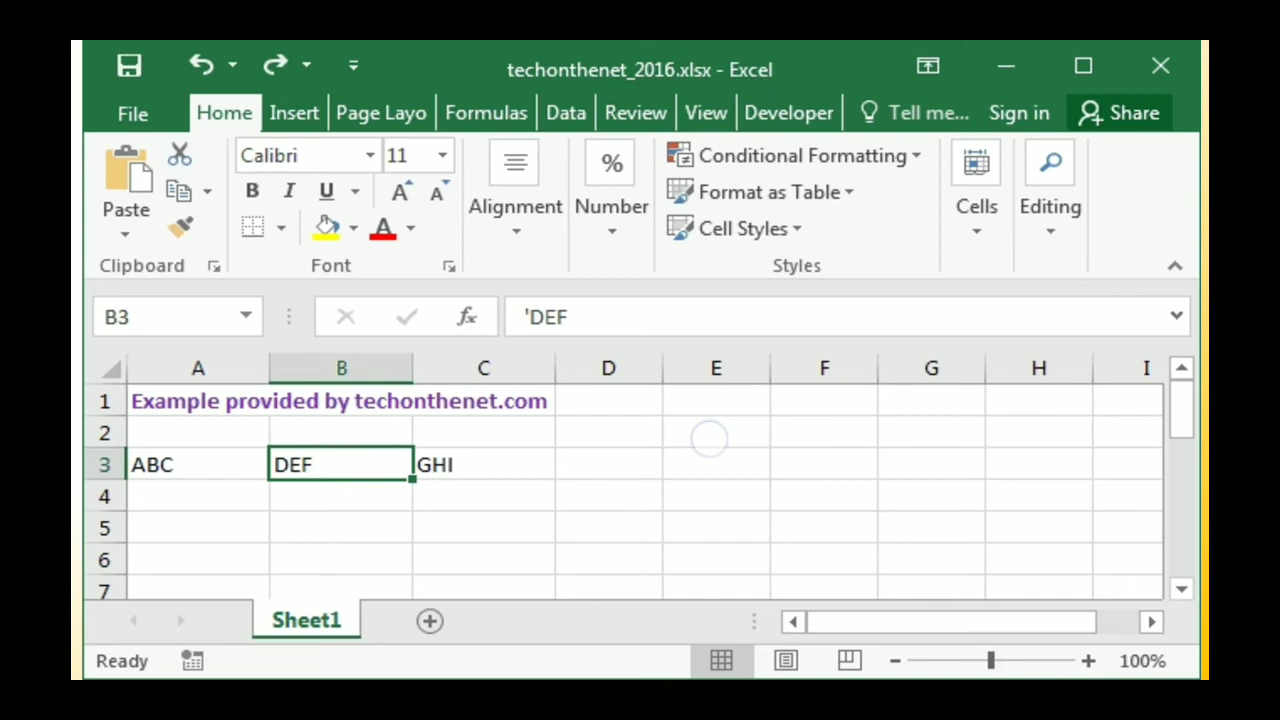 techonthenet_2016.xlsx - Excel
File Home Insert Page Layo Formulas Data Review View Developer Tell me... Sign in Share
Calibri 11 % Conditional Formatting
B I U A A Format as Table
Paste Alignment Number Cells Editing
A Cell Styles
Clipboard Font Styles
B3 fx 'DEF
A B C D E F G H I
1 Example provided by techonthenet.com
2
3 ABC DEF GHI
4
5
6
7
Sheet1
Ready 100%